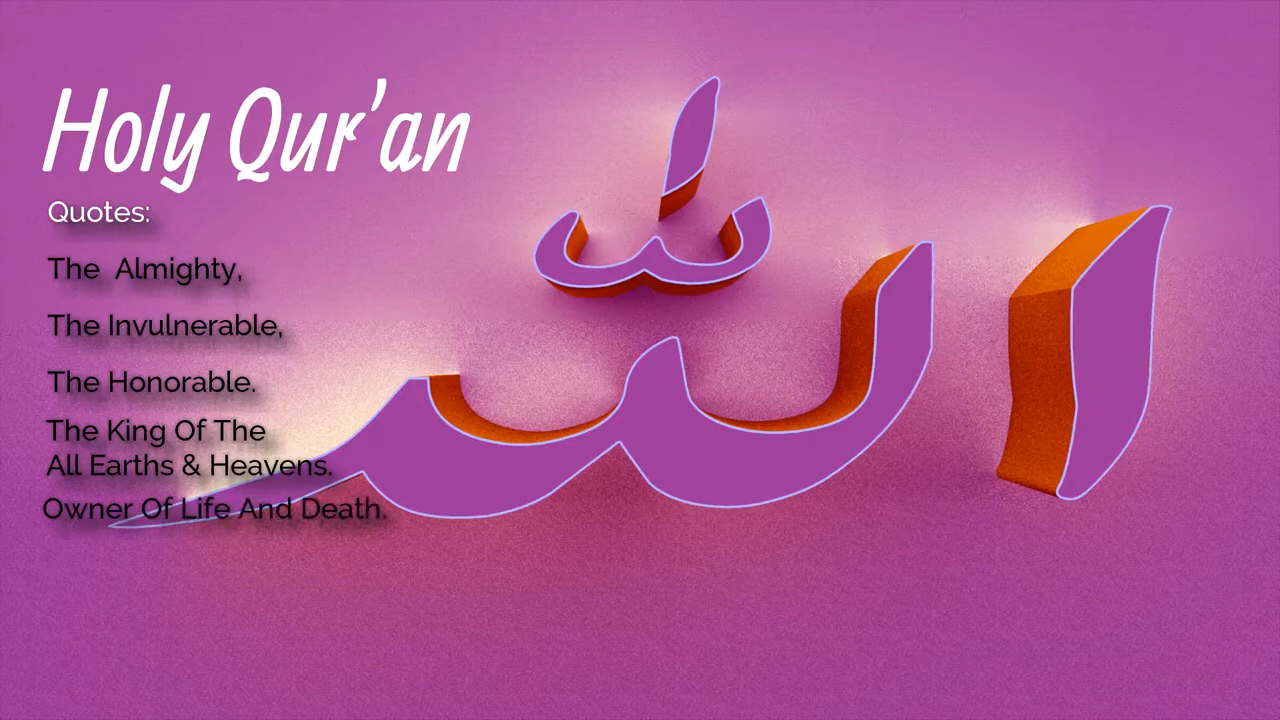 Holy Qur'an
Quotes:
The Almighty,
The Invulnerable,
The Honorable.
The King Of The
All Earths & Heavens.
Owner Of Life And Death.
الله